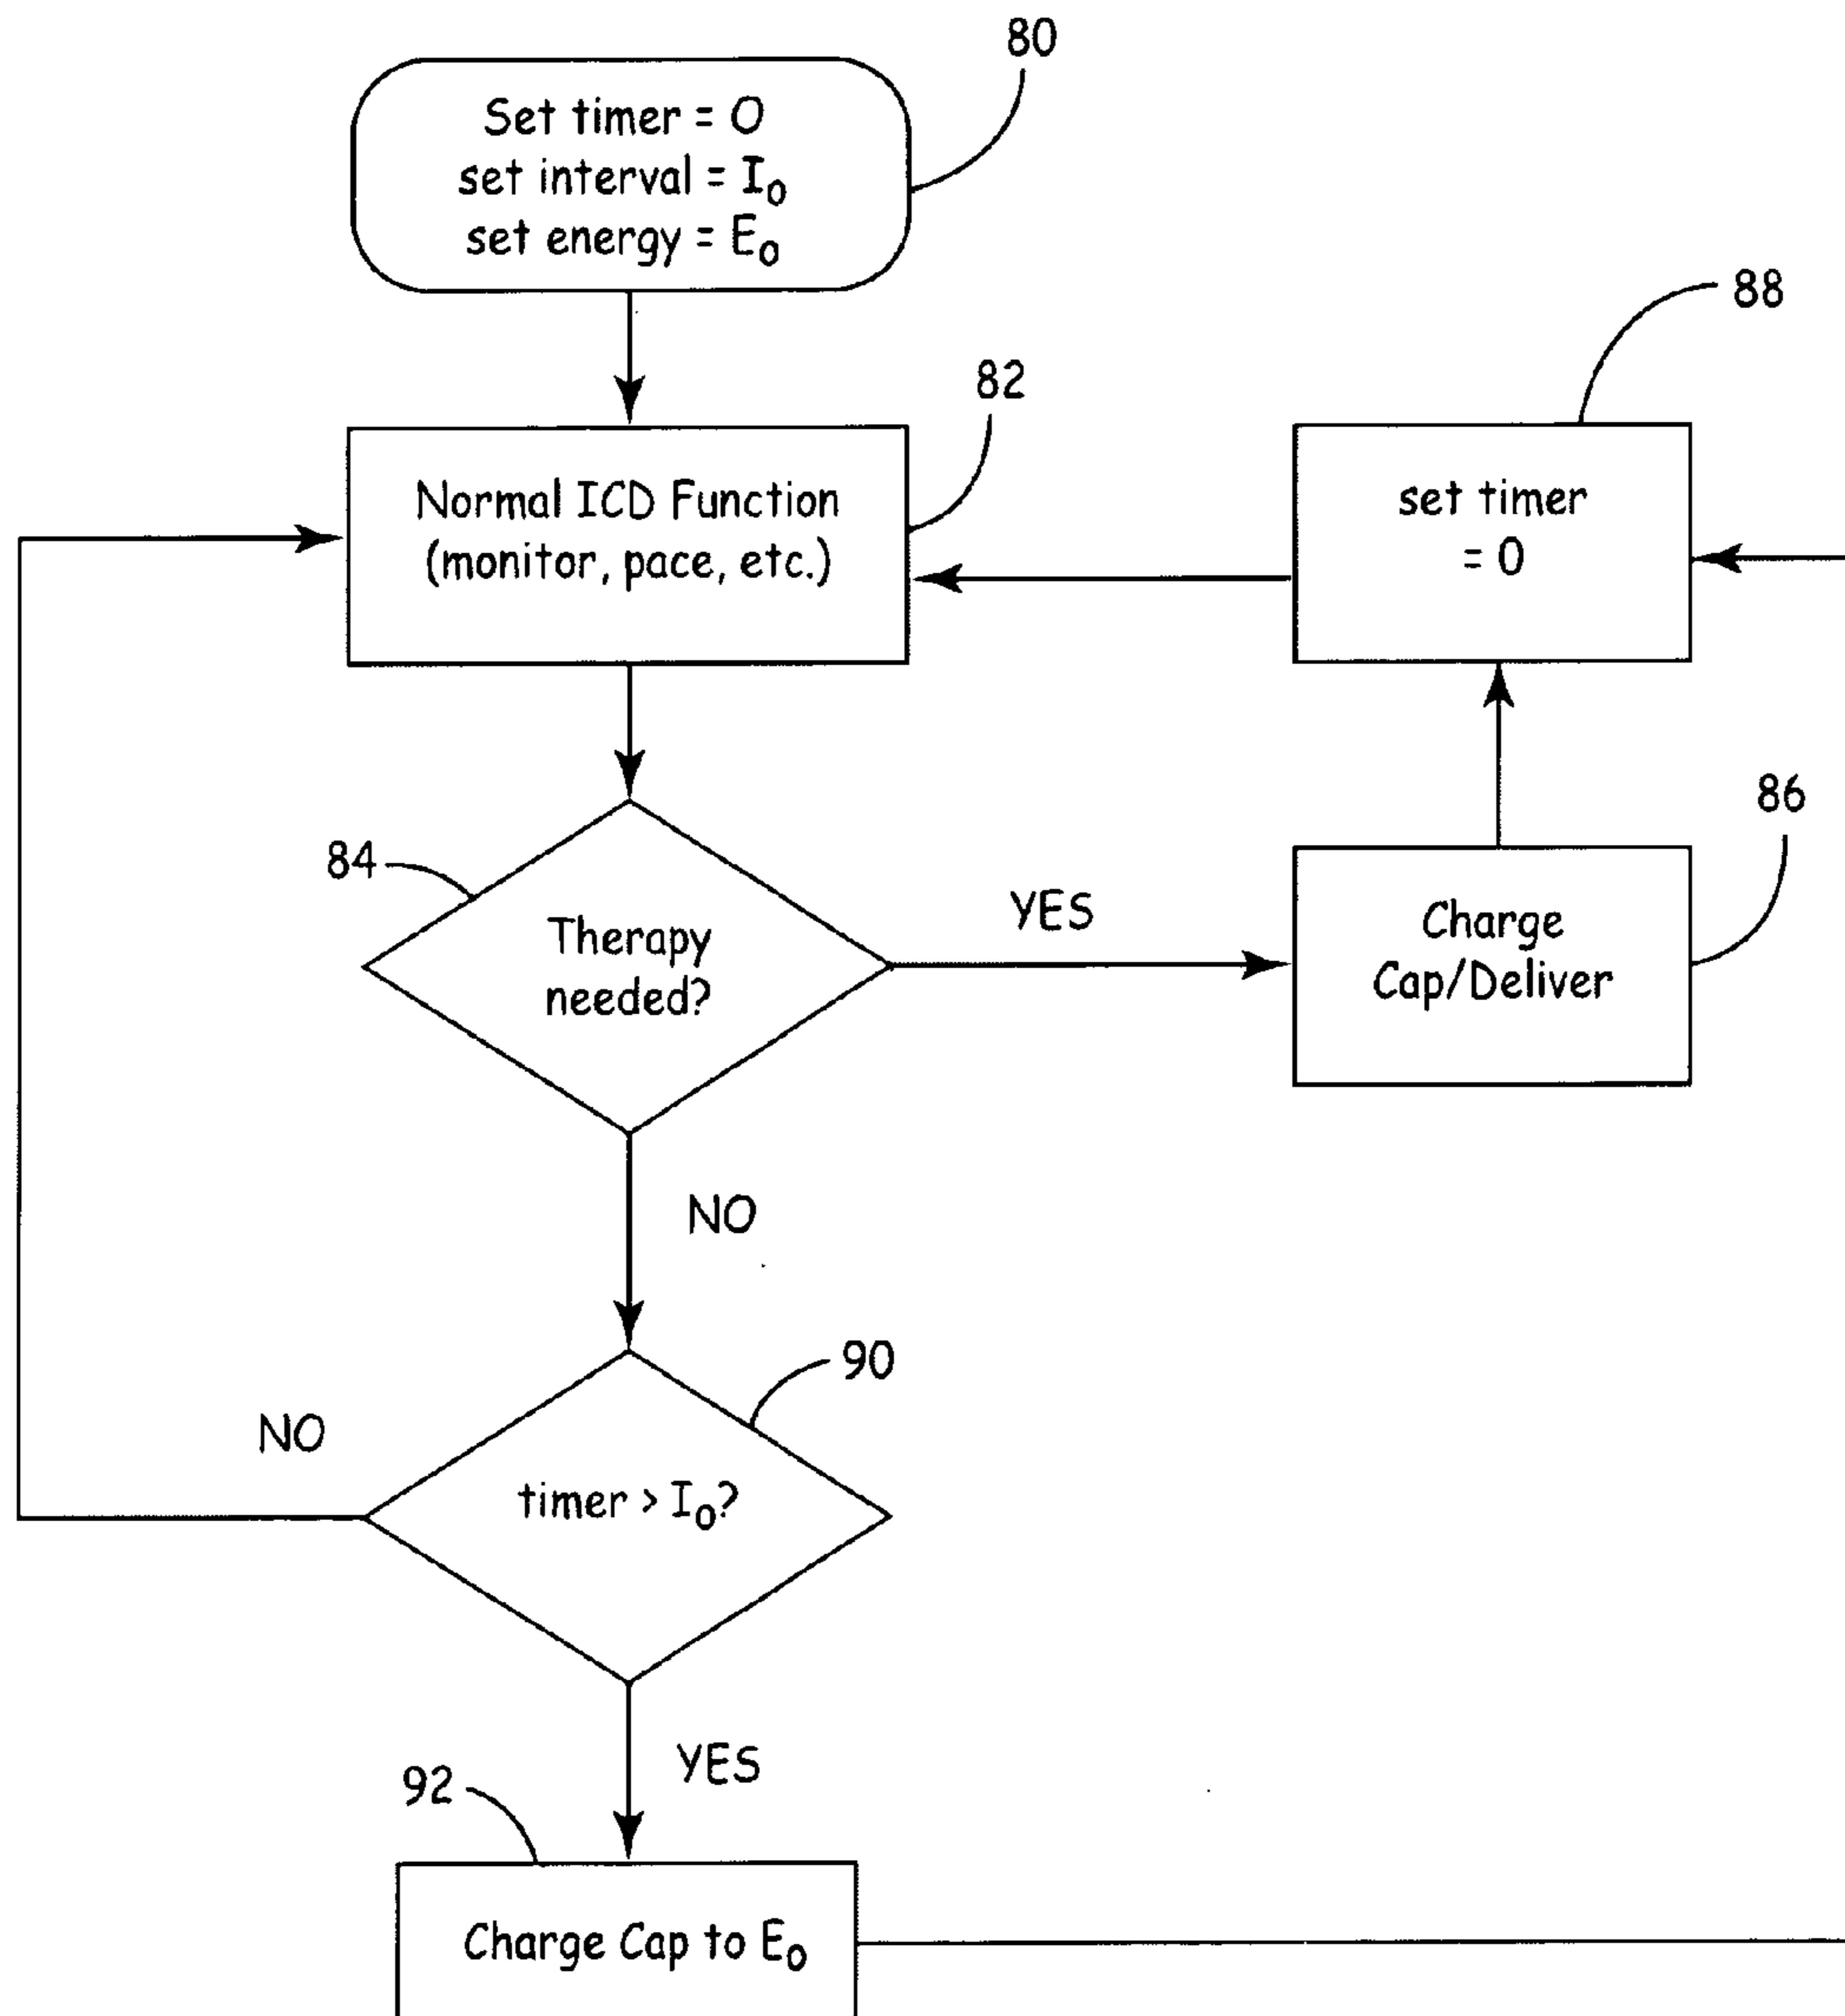 80
Set timer = O
set interval = I₀
set energy = E₀
88
82
Normal ICD Function
(monitor, pace, etc.)
set timer
= 0
86
84
Therapy
needed?
YES
Charge
Cap/Deliver
NO
90
NO
timer > I₀?
YES
92
Charge Cap to E₀